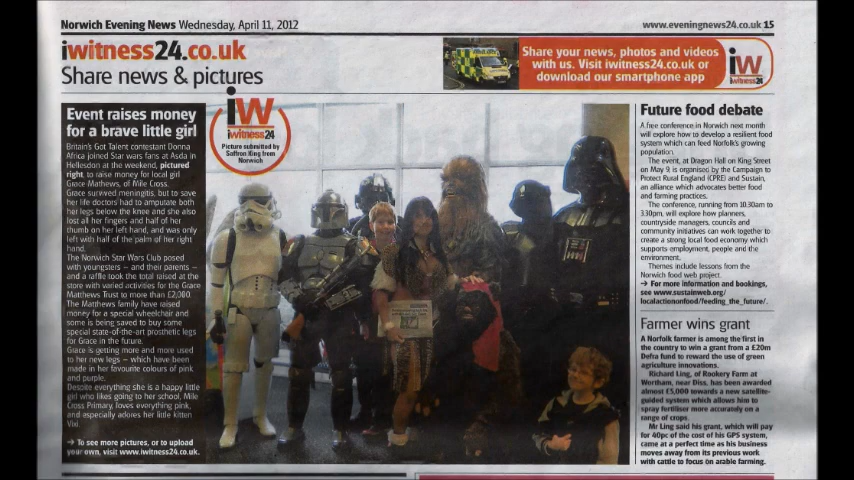 Norwich Evening News Wednesday, April 11, 2012
www.eveningnews24.co.uk 15
iwitness24.co.uk
Share news & pictures
Share your news, photos and videos
with us. Visit iwitness24.co.uk or
download our smartphone app
iw
iwitness24
Event raises money
for a brave little girl
Britain's Got Talent contestant Donna
Africa joined Star wars fans at Asda in
Hellesdon at the weekend, pictured
right, to raise money for local girl
Grace Mathews, of Mile Cross.
Grace survived meningitis, but to save
her life doctors had to amputate both
her legs below the knee and she also
lost all her fingers and half of her
thumb on her left hand, and was only
left with half of the palm of her right
hand.
The Norwich Star Wars Club posed
with youngsters – and their parents –
and a raffle took the total raised at the
store with varied activities for the Grace
Matthews Trust to more than £2,000.
The Matthews family have raised
money for a special wheelchair and
some is being saved to buy some
special state-of-the-art prosthetic legs
for Grace in the future.
Grace is getting more and more used
to her new legs – which have been
made in her favourite colours of pink
and purple.
Despite everything she is a happy little
girl who likes going to her school, Mile
Cross Primary, loves everything pink,
and especially adores her little kitten
Vixi.
→ To see more pictures, or to upload
your own, visit www.iwitness24.co.uk.
iw
iwitness24
Picture submitted by
Saffron King from
Norwich
Future food debate
A free conference in Norwich next month
will explore how to develop a resilient food
system which can feed Norfolk's growing
population.
The event, at Dragon Hall on King Street
on May 9, is organised by the Campaign to
Protect Rural England (CPRE) and Sustain,
an alliance which advocates better food
and farming practices.
The conference, running from 10.30am to
3.30pm, will explore how planners,
countryside managers, councils and
community initiatives can work together to
create a strong local food economy which
supports employment, people and the
environment.
Themes include lessons from the
Norwich food web project.
→ For more information and bookings,
see www.sustainweb.org/
localactiononfood/feeding_the_future/.
Farmer wins grant
A Norfolk farmer is among the first in
the country to win a grant from a £20m
Defra fund to reward the use of green
agriculture innovations.
Richard Ling, of Rookery Farm at
Wortham, near Diss, has been awarded
almost £5,000 towards a new satellite-
guided system which allows him to
spray fertiliser more accurately on a
range of crops.
Mr Ling said his grant, which will pay
for 40pc of the cost of his GPS system,
came at a perfect time as his business
moves away from its previous work
with cattle to focus on arable farming.